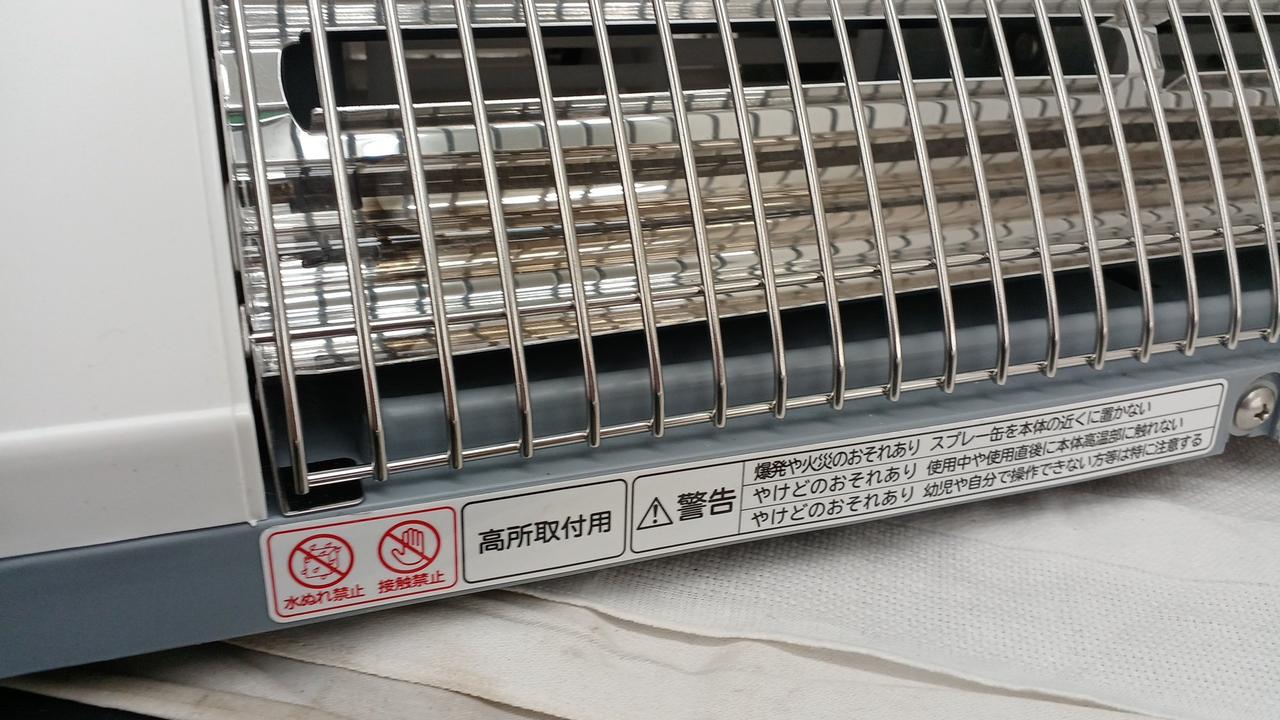 水ぬれ禁止
接触禁止
高所取付用
警告
爆発や火災のおそれあり スプレー缶を本体の近くに置かない
やけどのおそれあり 使用中や使用直後に本体高温部に触れない
やけどのおそれあり 幼児や自分で操作できない方等は特に注意する